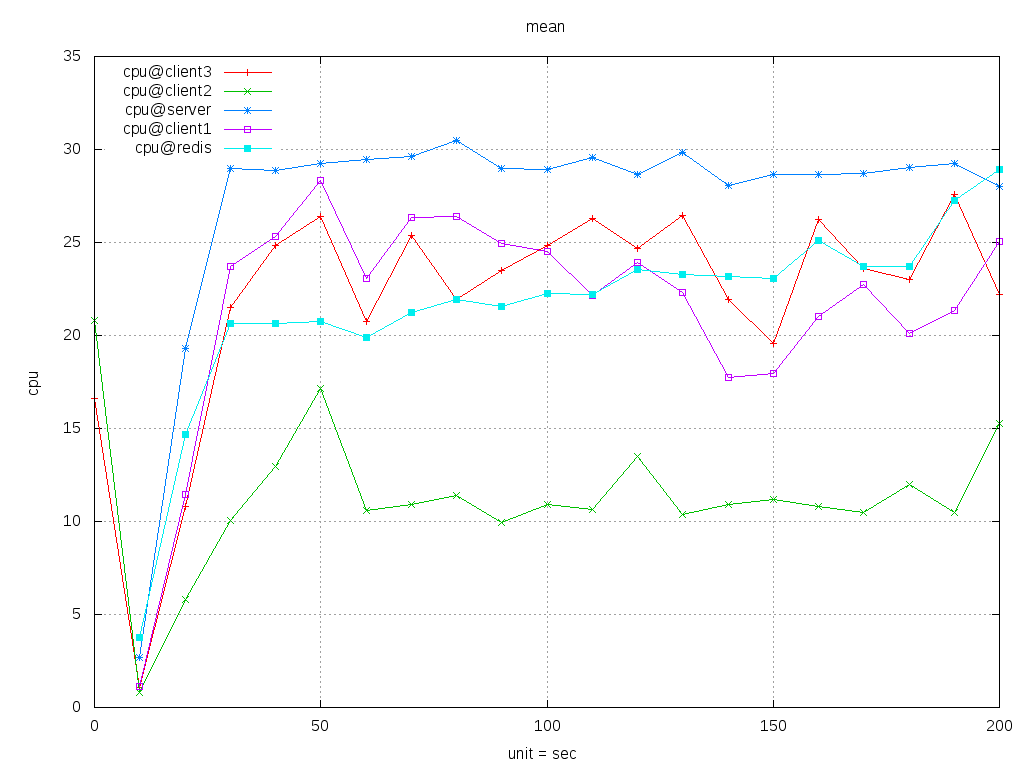 mean
35
30
25
20
15
10
5
0
cpu
cpu@client3
cpu@client2
cpu@server
cpu@client1
cpu@redis
0 50 100 150 200
unit = sec